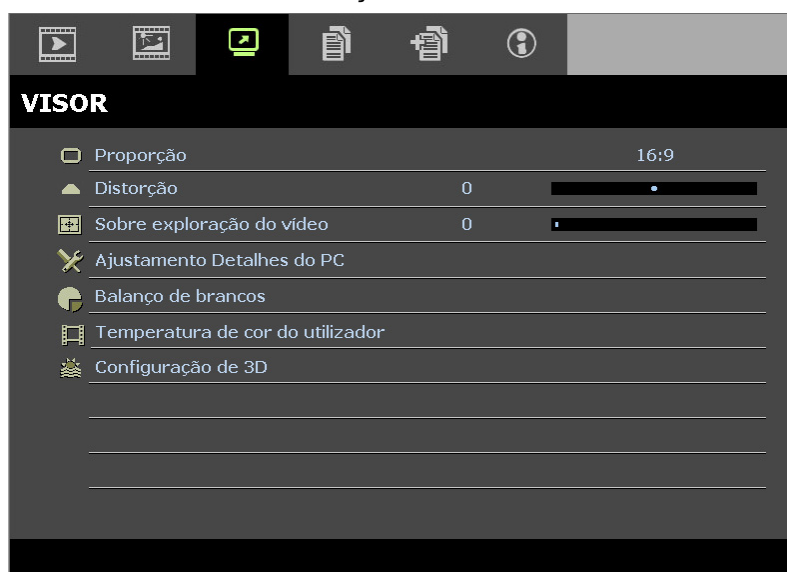 VISOR
Proporção 16:9
Distorção 0
Sobre exploração do vídeo 0
Ajustamento Detalhes do PC
Balanço de brancos
Temperatura de cor do utilizador
Configuração de 3D